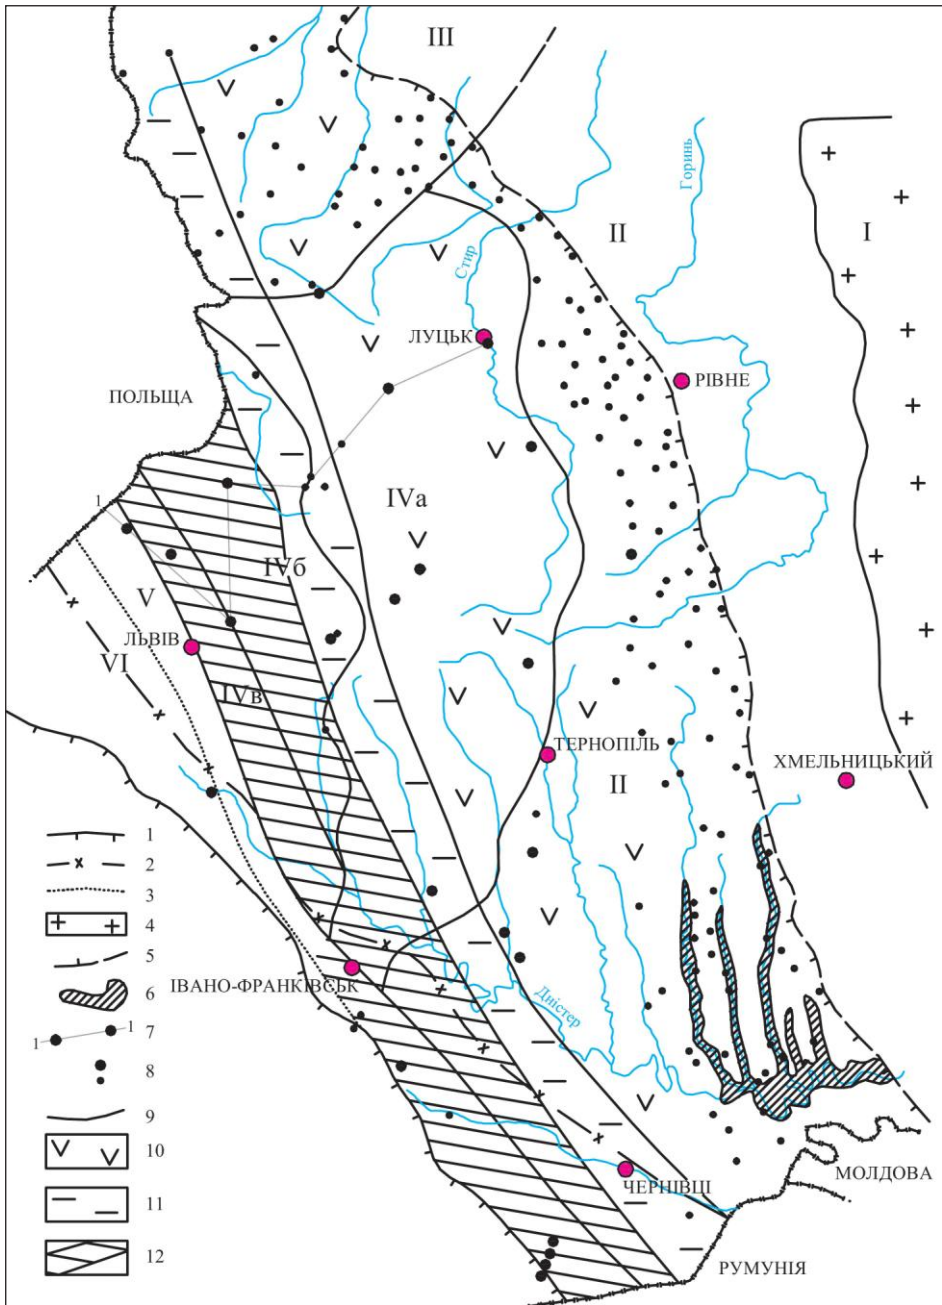 III
Горинь
II
I
Стир
ЛУЦЬК
РІВНЕ
ПОЛЬЩА
1
IVа
IVб
V
ЛЬВІВ
VI
IVв
ТЕРНОПІЛЬ
ХМЕЛЬНИЦЬКИЙ
II
1
2
3
4
5
6
1 1 7
8
9
10
11
12
ІВАНО-ФРАНКІВСЬК
Дністер
МОЛДОВА
ЧЕРНІВЦІ
РУМУНІЯ